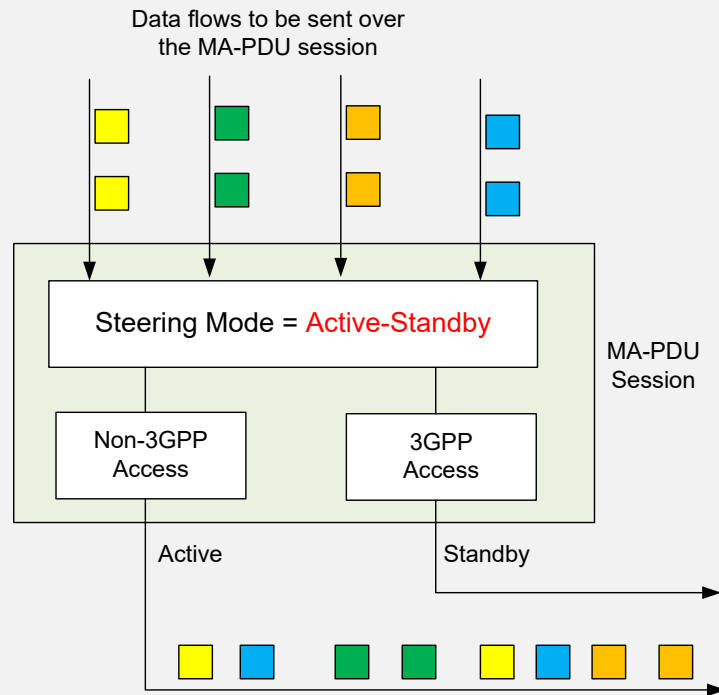 Data flows to be sent over
the MA-PDU session
Steering Mode = Active-Standby
MA-PDU
Session
Non-3GPP
Access
3GPP
Access
Active
Standby